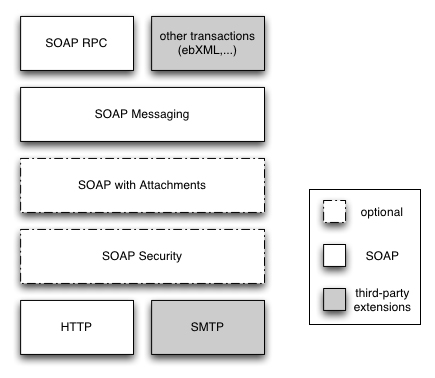 SOAP RPC
other transactions
(ebXML,...)
SOAP Messaging
SOAP with Attachments
SOAP Security
HTTP
SMTP
optional
SOAP
third-party
extensions